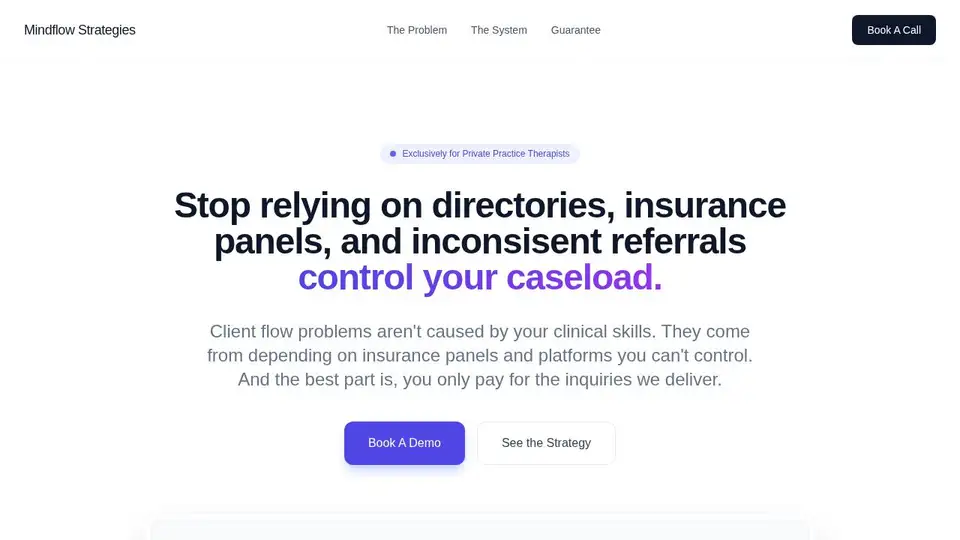 Mindflow Strategies
The Problem
The System
Guarantee
Book A Call
Exclusively for Private Practice Therapists
Stop relying on directories, insurance
panels, and inconsisent referrals
control your caseload.
Client flow problems aren't caused by your clinical skills. They come
from depending on insurance panels and platforms you can't control.
And the best part is, you only pay for the inquiries we deliver.
Book A Demo
See the Strategy